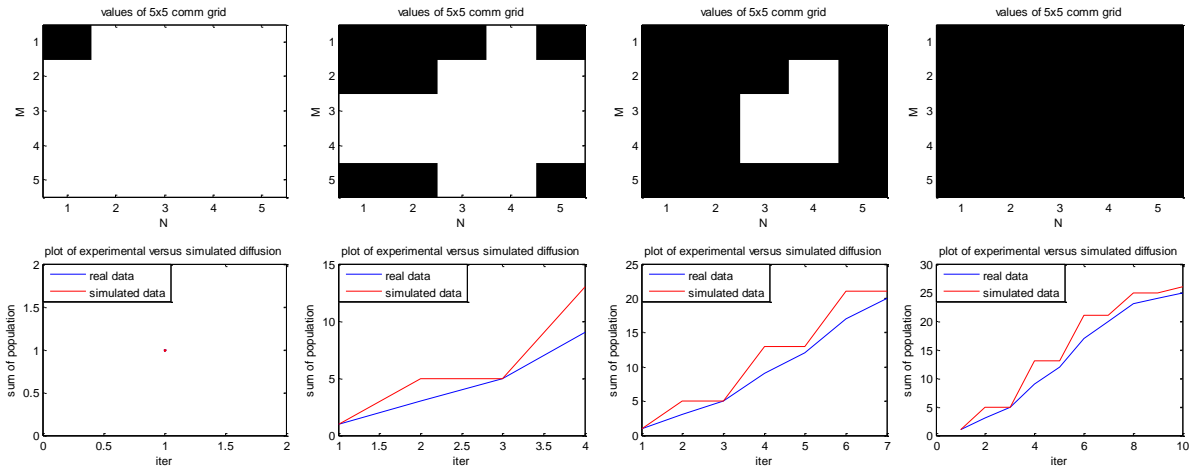 values of 5x5 comm grid
M
1
2
3
4
5
1 2 3 4 5
N
values of 5x5 comm grid
M
1
2
3
4
5
1 2 3 4 5
N
values of 5x5 comm grid
M
1
2
3
4
5
1 2 3 4 5
N
values of 5x5 comm grid
M
1
2
3
4
5
1 2 3 4 5
N
plot of experimental versus simulated diffusion
real data
simulated data
sum of population
2
1.5
1
0.5
0
0 0.5 1 1.5 2
iter
plot of experimental versus simulated diffusion
real data
simulated data
sum of population
15
10
5
0
1 1.5 2 2.5 3 3.5 4
iter
plot of experimental versus simulated diffusion
real data
simulated data
sum of population
25
20
15
10
5
0
1 2 3 4 5 6 7
iter
plot of experimental versus simulated diffusion
real data
simulated data
sum of population
30
25
20
15
10
5
0
0 2 4 6 8 10
iter